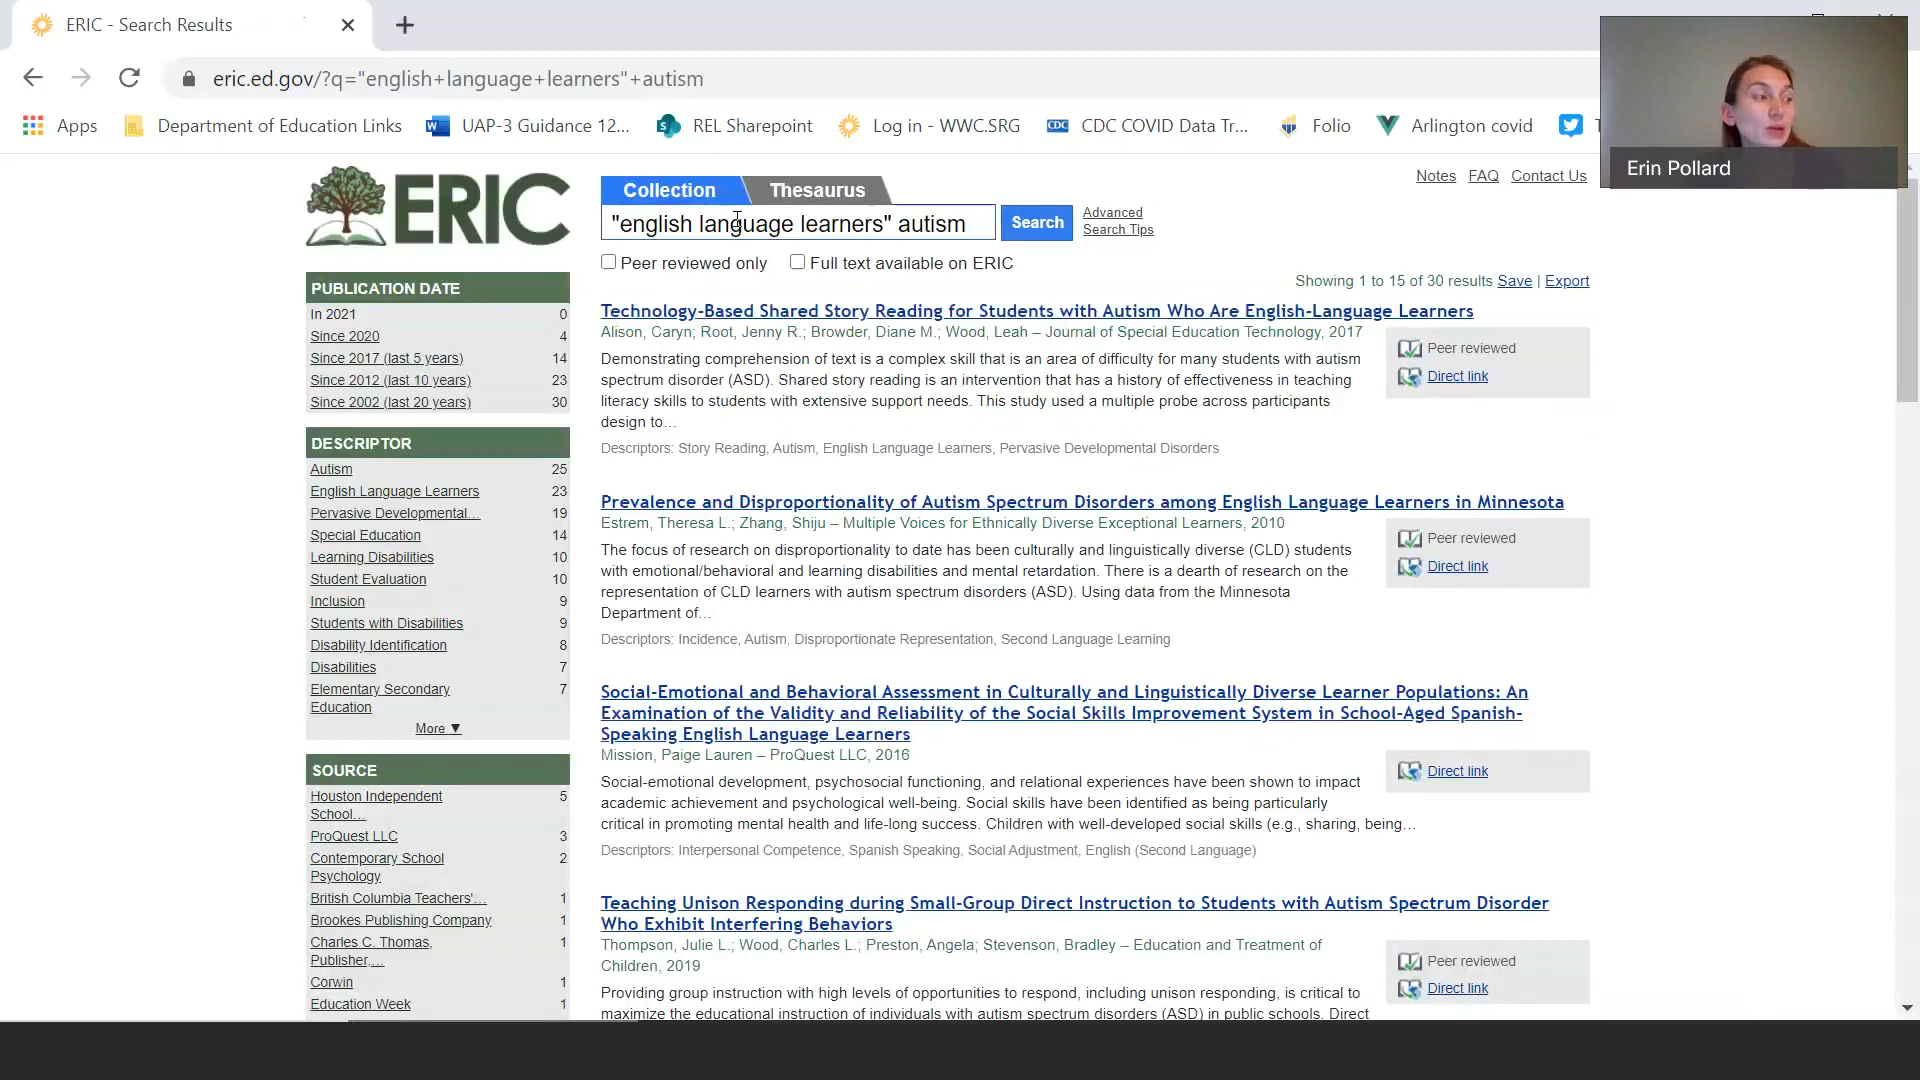 ERIC - Search Results
eric.ed.gov/?q="english+language+learners"+autism
Apps
Department of Education Links
UAP-3 Guidance 12...
REL Sharepoint
Log in - WWC.SRG
CDC COVID Data Tr...
Folio
Arlington covid
Erin Pollard
ERIC
Collection
Thesaurus
Notes
FAQ
Contact Us
"english language learners" autism
Search
Advanced
Search Tips
Peer reviewed only
Full text available on ERIC
Showing 1 to 15 of 30 results Save | Export
PUBLICATION DATE
In 2021 0
Since 2020 4
Since 2017 (last 5 years) 14
Since 2012 (last 10 years) 23
Since 2002 (last 20 years) 30
DESCRIPTOR
Autism 25
English Language Learners 23
Pervasive Developmental... 19
Special Education 14
Learning Disabilities 10
Student Evaluation 10
Inclusion 9
Students with Disabilities 9
Disability Identification 8
Disabilities 7
Elementary Secondary 7
Education
More ▼
SOURCE
Houston Independent 5
School...
ProQuest LLC 3
Contemporary School 2
Psychology
British Columbia Teachers'... 1
Brookes Publishing Company 1
Charles C. Thomas, 1
Publisher,...
Corwin 1
Education Week 1
Technology-Based Shared Story Reading for Students with Autism Who Are English-Language Learners
Alison, Caryn; Root, Jenny R.; Browder, Diane M.; Wood, Leah – Journal of Special Education Technology, 2017
Peer reviewed
Direct link
Demonstrating comprehension of text is a complex skill that is an area of difficulty for many students with autism
spectrum disorder (ASD). Shared story reading is an intervention that has a history of effectiveness in teaching
literacy skills to students with extensive support needs. This study used a multiple probe across participants
design to...
Descriptors: Story Reading, Autism, English Language Learners, Pervasive Developmental Disorders
Prevalence and Disproportionality of Autism Spectrum Disorders among English Language Learners in Minnesota
Estrem, Theresa L.; Zhang, Shiju – Multiple Voices for Ethnically Diverse Exceptional Learners, 2010
Peer reviewed
Direct link
The focus of research on disproportionality to date has been culturally and linguistically diverse (CLD) students
with emotional/behavioral and learning disabilities and mental retardation. There is a dearth of research on the
representation of CLD learners with autism spectrum disorders (ASD). Using data from the Minnesota
Department of...
Descriptors: Incidence, Autism, Disproportionate Representation, Second Language Learning
Social-Emotional and Behavioral Assessment in Culturally and Linguistically Diverse Learner Populations: An
Examination of the Validity and Reliability of the Social Skills Improvement System in School-Aged Spanish-
Speaking English Language Learners
Mission, Paige Lauren – ProQuest LLC, 2016
Direct link
Social-emotional development, psychosocial functioning, and relational experiences have been shown to impact
academic achievement and psychological well-being. Social skills have been identified as being particularly
critical in promoting mental health and life-long success. Children with well-developed social skills (e.g., sharing, being...
Descriptors: Interpersonal Competence, Spanish Speaking, Social Adjustment, English (Second Language)
Teaching Unison Responding during Small-Group Direct Instruction to Students with Autism Spectrum Disorder
Who Exhibit Interfering Behaviors
Thompson, Julie L.; Wood, Charles L.; Preston, Angela; Stevenson, Bradley – Education and Treatment of
Children, 2019
Peer reviewed
Direct link
Providing group instruction with high levels of opportunities to respond, including unison responding, is critical to
maximize the educational instruction of individuals with autism spectrum disorders (ASD) in public schools. Direct